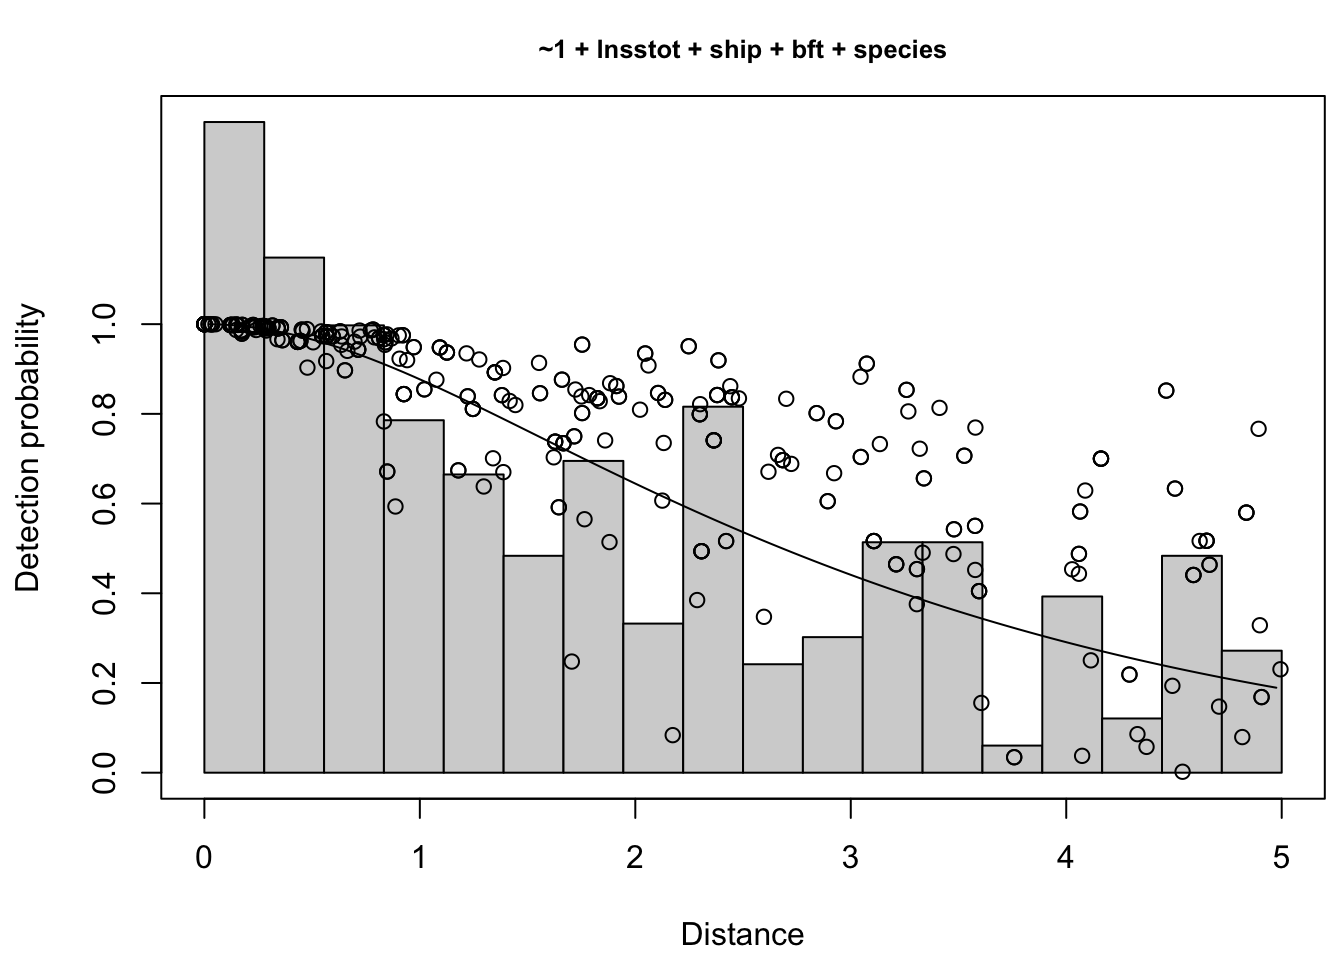 ~1 + lnsstot + ship + bft + species
Detection probability
1.0
0.8
0.6
0.4
0.2
0.0
0 1 2 3 4 5
Distance